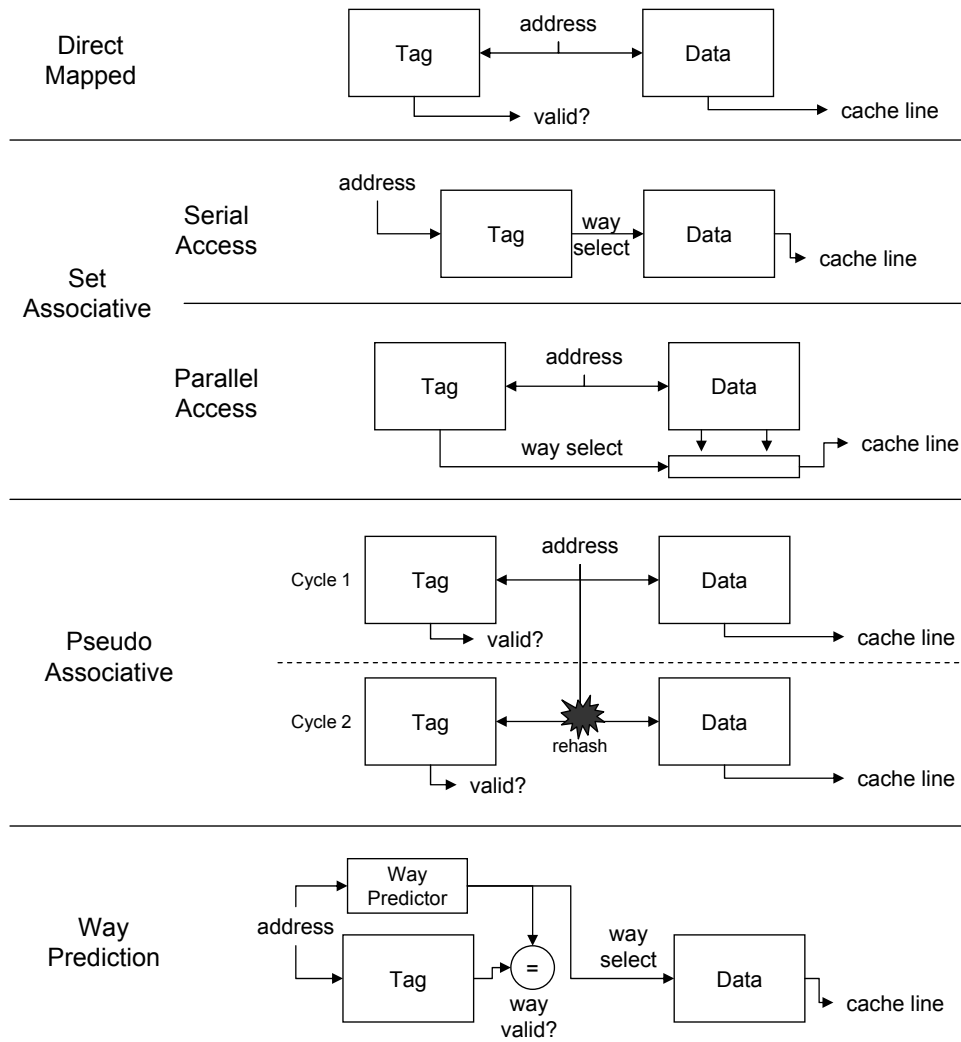 Direct
Mapped
Tag
address
Data
valid?
cache line
Set
Associative
Serial
Access
address
Tag
way
select
Data
cache line
Parallel
Access
Tag
address
Data
way select
cache line
Pseudo
Associative
Cycle 1
Tag
address
Data
valid?
cache line
Cycle 2
Tag
rehash
Data
valid?
cache line
Way
Prediction
address
Way
Predictor
Tag
=
way
valid?
way
select
Data
cache line